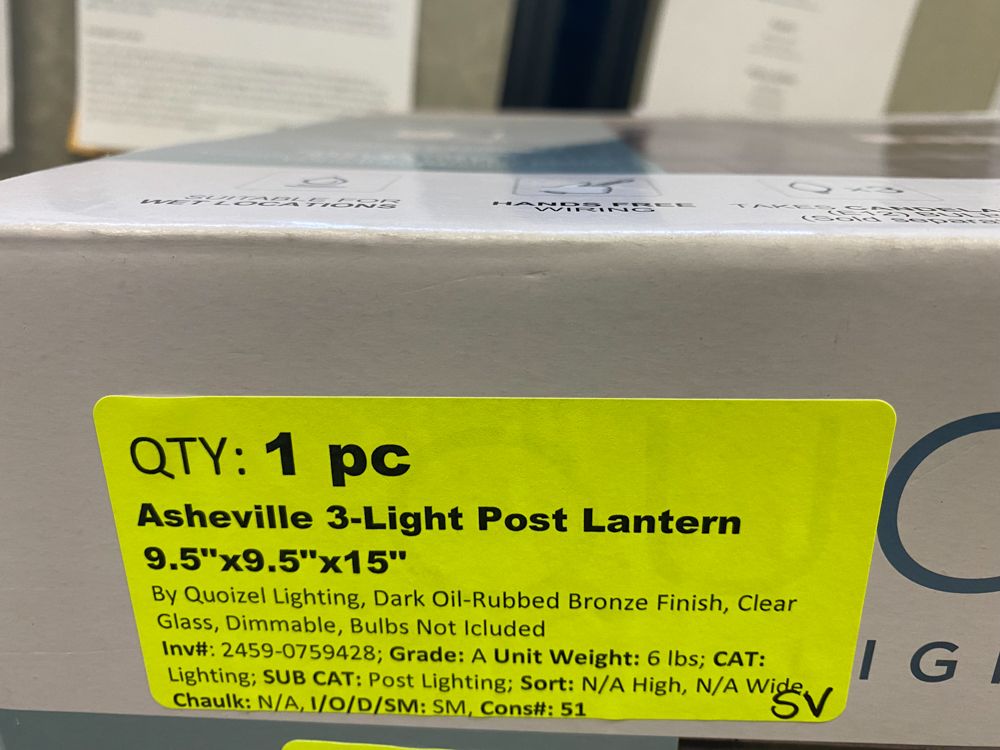 SUITABLE FOR
WET LOCATIONS
HANDS FREE
WIRING
x3
TAKES
QTY: 1 pc
Asheville 3-Light Post Lantern
9.5"x9.5"x15"
By Quoizel Lighting, Dark Oil-Rubbed Bronze Finish, Clear
Glass, Dimmable, Bulbs Not Icluded
Inv#: 2459-0759428; Grade: A Unit Weight: 6 lbs; CAT:
Lighting; SUB CAT: Post Lighting; Sort: N/A High, N/A Wide,
Chaulk: N/A, I/O/D/SM: SM, Cons#: 51
SV